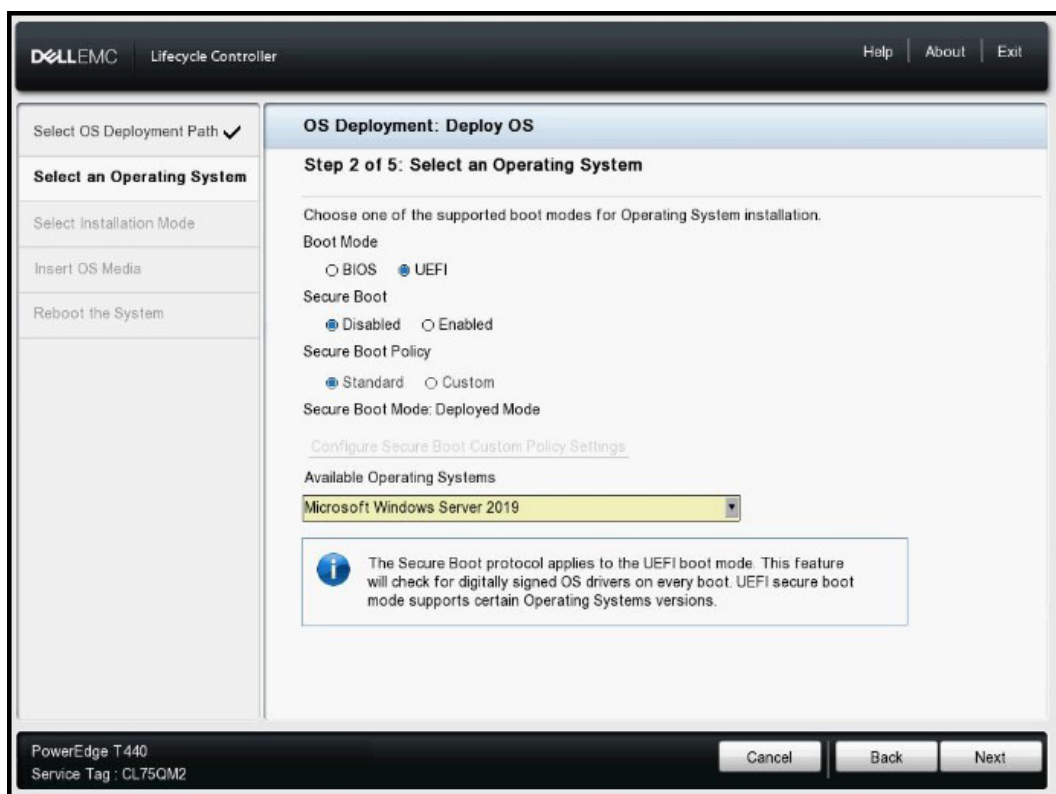 DELLEMC Lifecycle Controller Help About Exit
Select OS Deployment Path
Select an Operating System
Select Installation Mode
Insert OS Media
Reboot the System
OS Deployment: Deploy OS
Step 2 of 5: Select an Operating System
Choose one of the supported boot modes for Operating System installation.
Boot Mode
BIOS UEFI
Secure Boot
Disabled Enabled
Secure Boot Policy
Standard Custom
Secure Boot Mode: Deployed Mode
Configure Secure Boot Custom Policy Settings
Available Operating Systems
Microsoft Windows Server 2019
i
The Secure Boot protocol applies to the UEFI boot mode. This feature
will check for digitally signed OS drivers on every boot. UEFI secure boot
mode supports certain Operating Systems versions.
PowerEdge T440
Service Tag : CL75QM2
Cancel Back Next